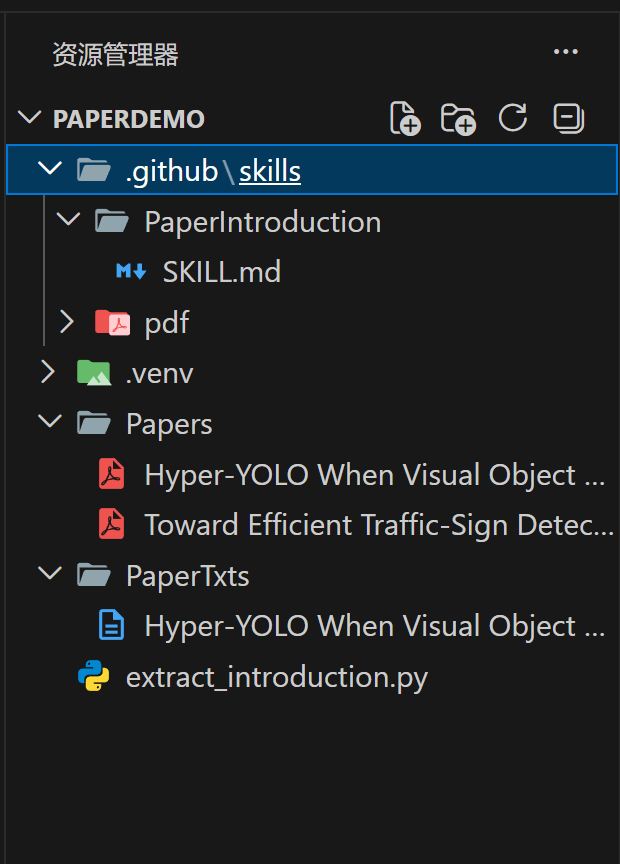 资源管理器
PAPERDEMO
.github\skills
PaperIntroduction
SKILL.md
pdf
.venv
Papers
Hyper-YOLO When Visual Object ...
Toward Efficient Traffic-Sign Detec...
PaperTxts
Hyper-YOLO When Visual Object ...
extract_introduction.py